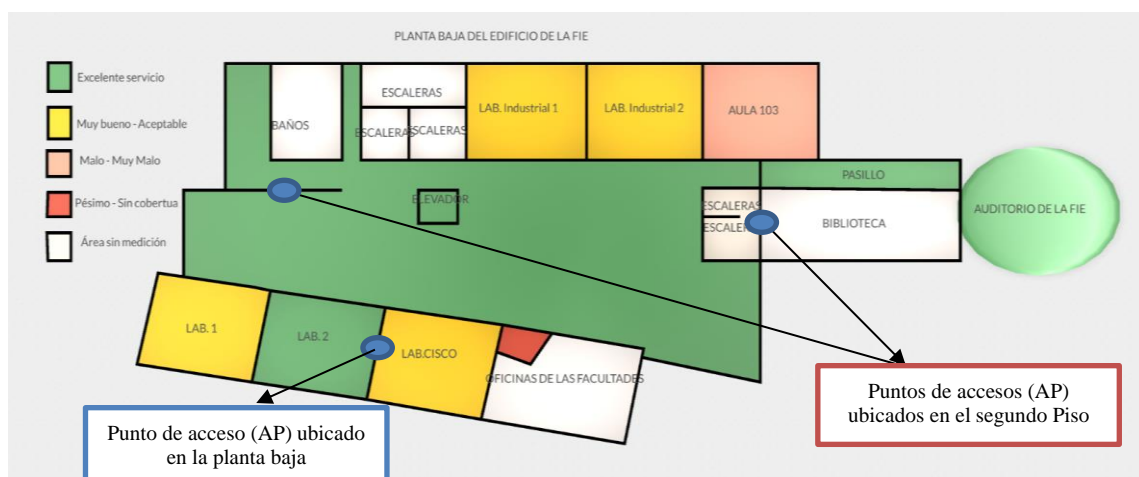 PLANTA BAJA DEL EDIFICIO DE LA FIE
Excelente servicio
Muy bueno - Aceptable
Malo - Muy Malo
Pésimo - Sin cobertua
Área sin medición
BAÑOS
ESCALERAS
ESCALERAS
ESCALERAS
LAB. Industrial 1
LAB. Industrial 2
AULA 103
PASILLO
ELEVADOR
ESCALERAS
ESCALERAS
BIBLIOTECA
AUDITORIO DE LA FIE
LAB. 1
LAB. 2
LAB.CISCO
OFICINAS DE LAS FACULTADES
Punto de acceso (AP) ubicado
en la planta baja
Puntos de accesos (AP)
ubicados en el segundo Piso